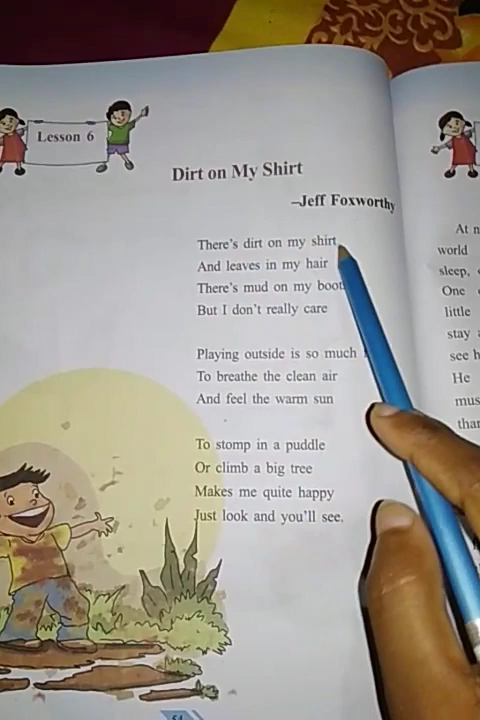 Lesson 6
Dirt on My Shirt
–Jeff Foxworthy
There's dirt on my shirt
And leaves in my hair
There's mud on my boots
But I don't really care
Playing outside is so much
To breathe the clean air
And feel the warm sun
To stomp in a puddle
Or climb a big tree
Makes me quite happy
Just look and you'll see.
54
At
world
sleep,
One
little
stay
see
He